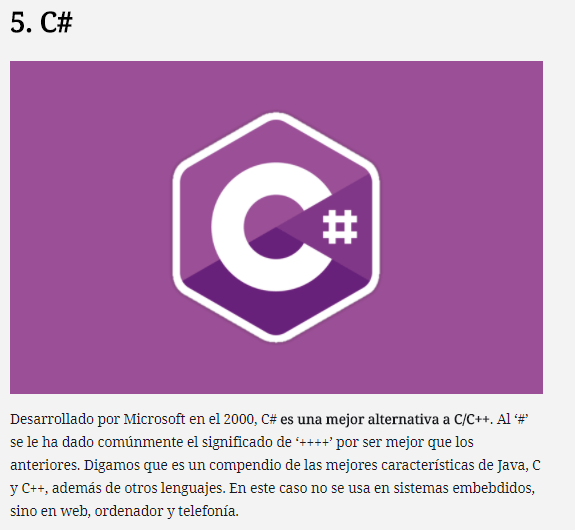 5. C#
C#
Desarrollado por Microsoft en el 2000, C# es una mejor alternativa a C/C++. Al ‘#’
se le ha dado comúnmente el significado de ‘++++’ por ser mejor que los
anteriores. Digamos que es un compendio de las mejores características de Java, C
y C++, además de otros lenguajes. En este caso no se usa en sistemas embebdidos,
sino en web, ordenador y telefonía.